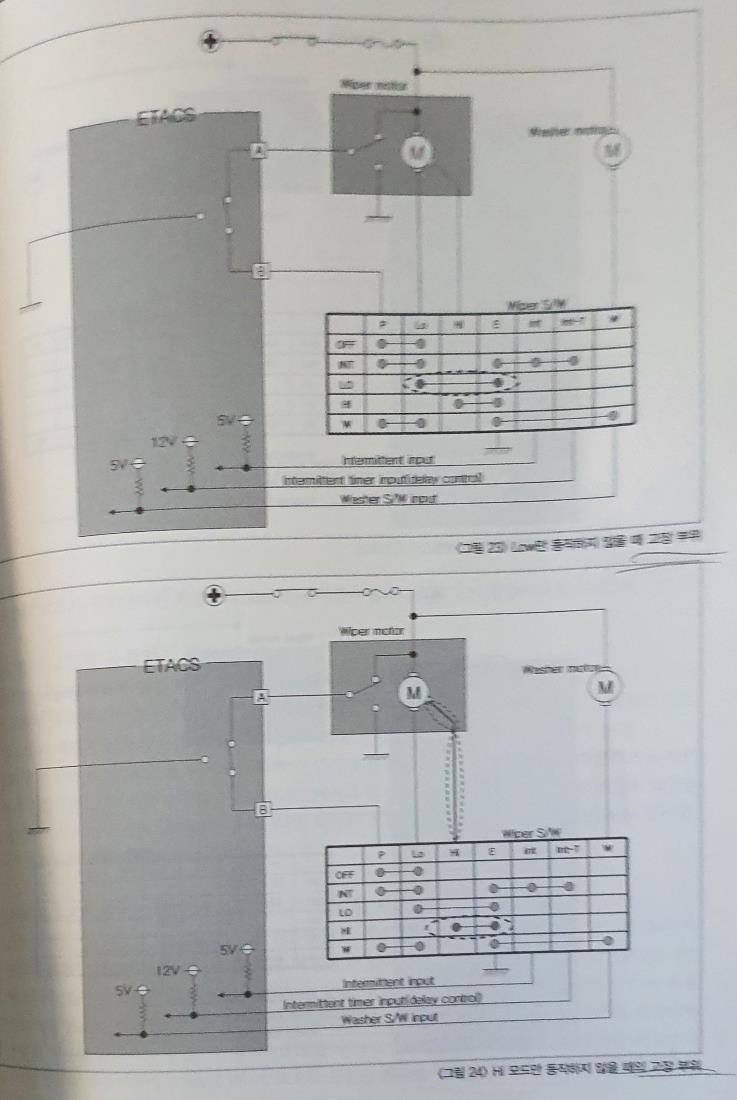 Wiper motor
ETACS
Washer motor
M
M
A
B
Wiper S/W
P Lo Hi E Int Int-T W
OFF
INT
LO
HI
W
5V
12V
5V
Intermittent input
Intermittent timer input(delay control)
Washer S/W input
〈그림 23〉 Low만 동작하지 않을 때 고장 부위
Wiper motor
ETACS
Washer motor
M
M
A
B
Wiper S/W
P Lo Hi E Int Int-T W
OFF
INT
LO
HI
W
5V
12V
5V
Intermittent input
Intermittent timer input(delay control)
Washer S/W input
〈그림 24〉 Hi 모드만 동작하지 않을 때의 고장 부위